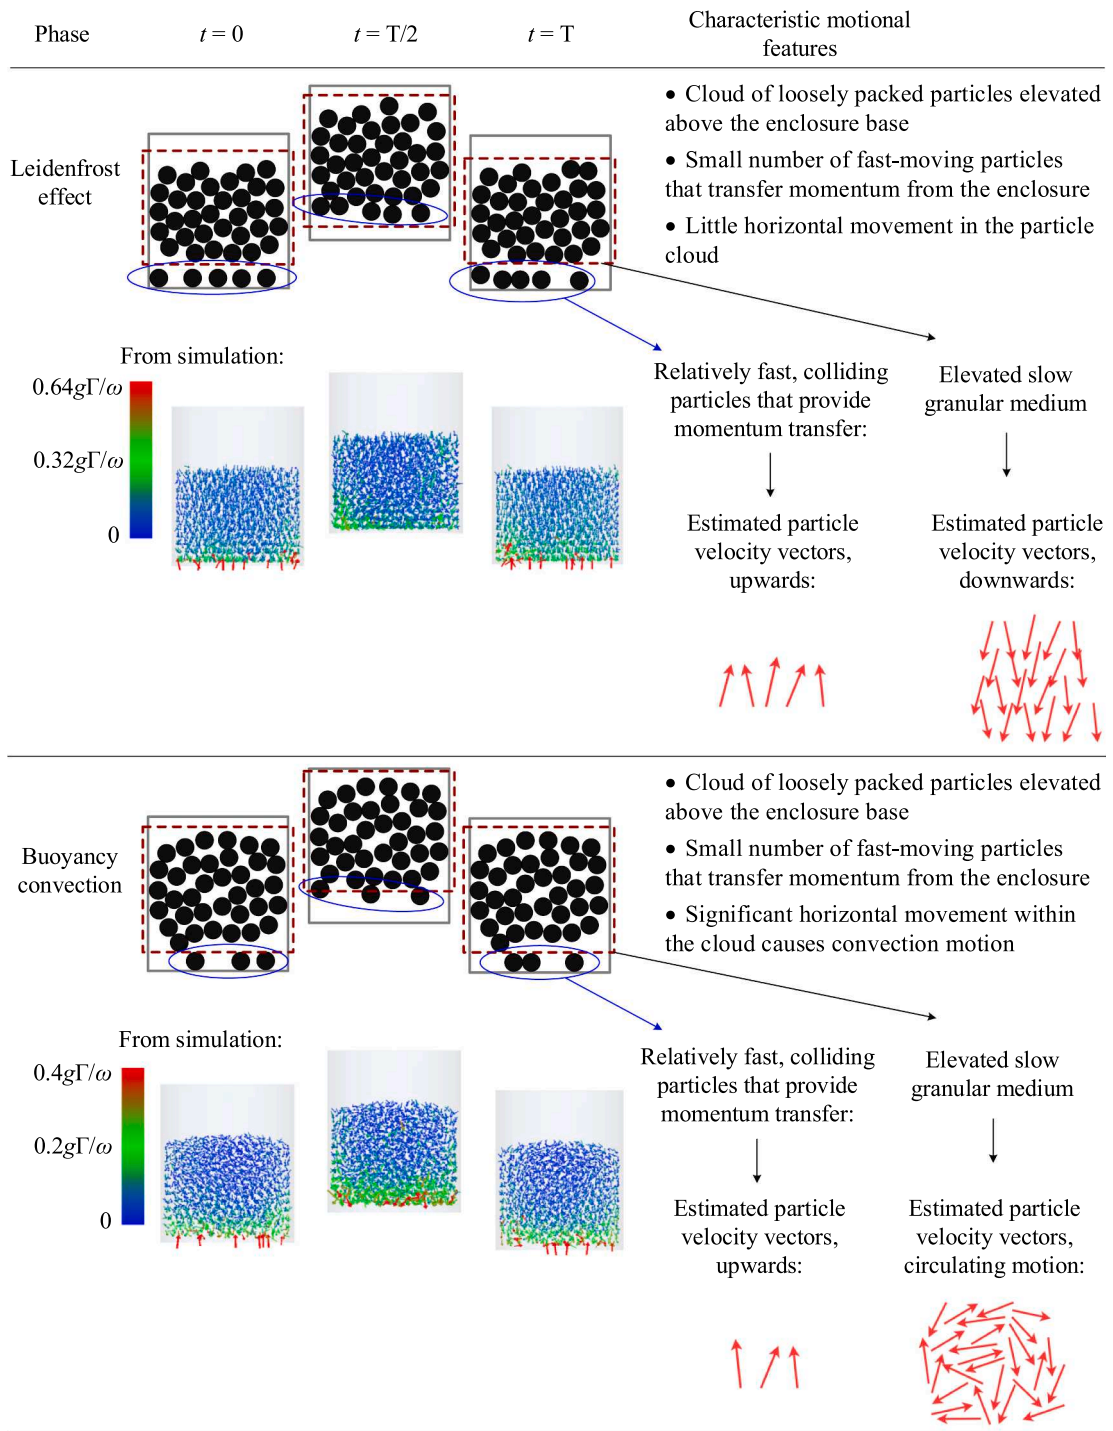 Phase
t = 0
t = T/2
t = T
Characteristic motional
features
Leidenfrost
effect
• Cloud of loosely packed particles elevated
above the enclosure base
• Small number of fast-moving particles
that transfer momentum from the enclosure
• Little horizontal movement in the particle
cloud
From simulation:
0.64gΓ/ω
0.32gΓ/ω
0
Relatively fast, colliding
particles that provide
momentum transfer:
Elevated slow
granular medium
Estimated particle
velocity vectors,
upwards:
Estimated particle
velocity vectors,
downwards:
Buoyancy
convection
• Cloud of loosely packed particles elevated
above the enclosure base
• Small number of fast-moving particles
that transfer momentum from the enclosure
• Significant horizontal movement within
the cloud causes convection motion
From simulation:
0.4gΓ/ω
0.2gΓ/ω
0
Relatively fast, colliding
particles that provide
momentum transfer:
Elevated slow
granular medium
Estimated particle
velocity vectors,
upwards:
Estimated particle
velocity vectors,
circulating motion: